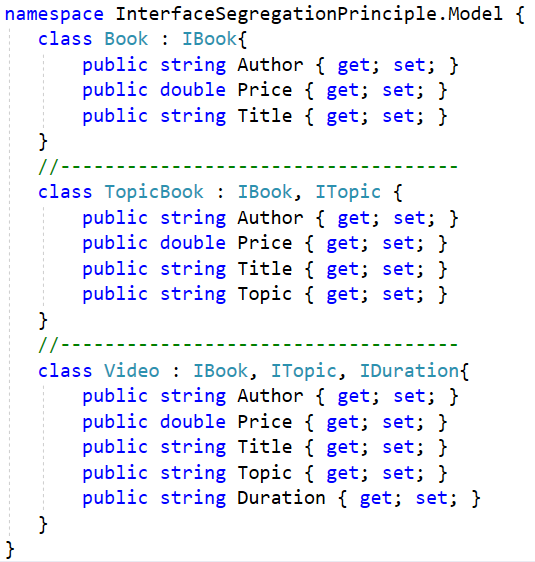 namespace InterfaceSegregationPrinciple.Model {
class Book : IBook{
public string Author { get; set; }
public double Price { get; set; }
public string Title { get; set; }
}
//------------------------------------
class TopicBook : IBook, ITopic {
public string Author { get; set; }
public double Price { get; set; }
public string Title { get; set; }
public string Topic { get; set; }
}
//------------------------------------
class Video : IBook, ITopic, IDuration{
public string Author { get; set; }
public double Price { get; set; }
public string Title { get; set; }
public string Topic { get; set; }
public string Duration { get; set; }
}
}